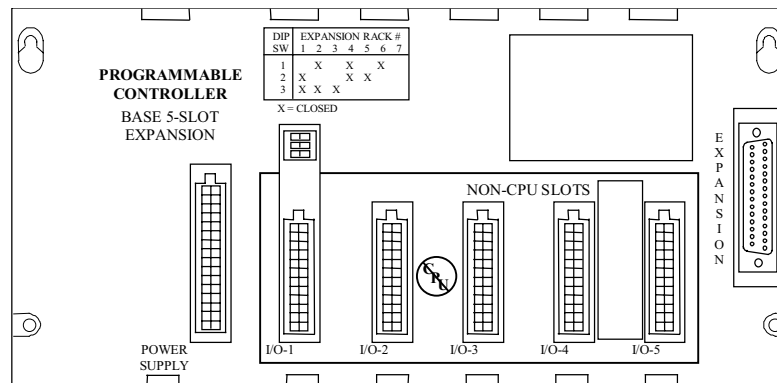 DIP EXPANSION RACK #
SW 1 2 3 4 5 6 7
1 X X X
2 X X X
3 X X X
X = CLOSED
PROGRAMMABLE
CONTROLLER
BASE 5-SLOT
EXPANSION
EXPANSION
NON-CPU SLOTS
CPU
I/O-1 I/O-2 I/O-3 I/O-4 I/O-5
POWER
SUPPLY